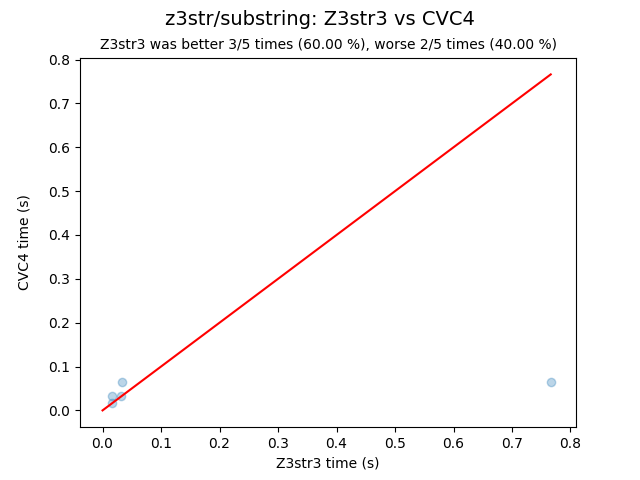 z3str/substring: Z3str3 vs CVC4
Z3str3 was better 3/5 times (60.00 %), worse 2/5 times (40.00 %)
0.8
0.7
0.6
0.5
0.4
0.3
0.2
0.1
0.0
CVC4 time (s)
0.0 0.1 0.2 0.3 0.4 0.5 0.6 0.7 0.8
Z3str3 time (s)